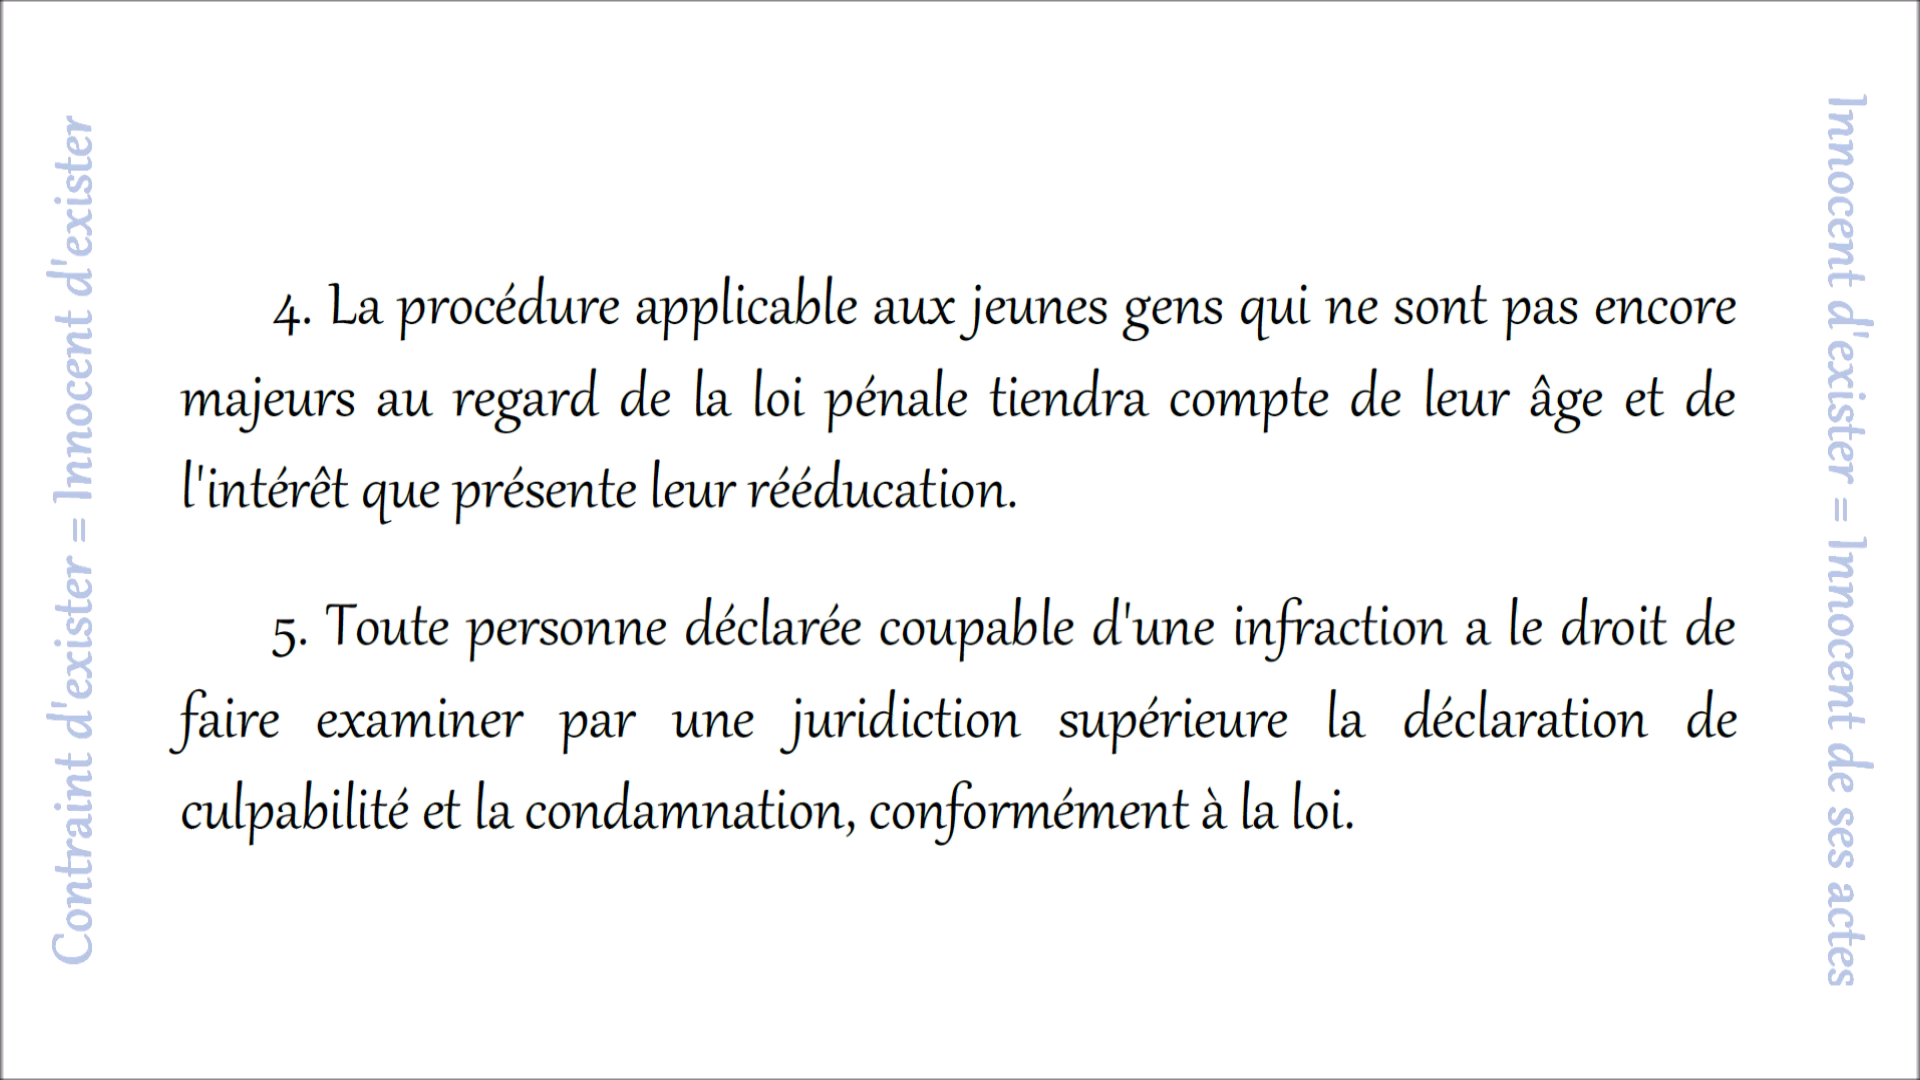 Contraint d'exister = Innocent d'exister
4. La procédure applicable aux jeunes gens qui ne sont pas encore
majeurs au regard de la loi pénale tiendra compte de leur âge et de
l'intérêt que présente leur rééducation.
5. Toute personne déclarée coupable d'une infraction a le droit de
faire examiner par une juridiction supérieure la déclaration de
culpabilité et la condamnation, conformément à la loi.
Innocent d'exister = Innocent de ses actes